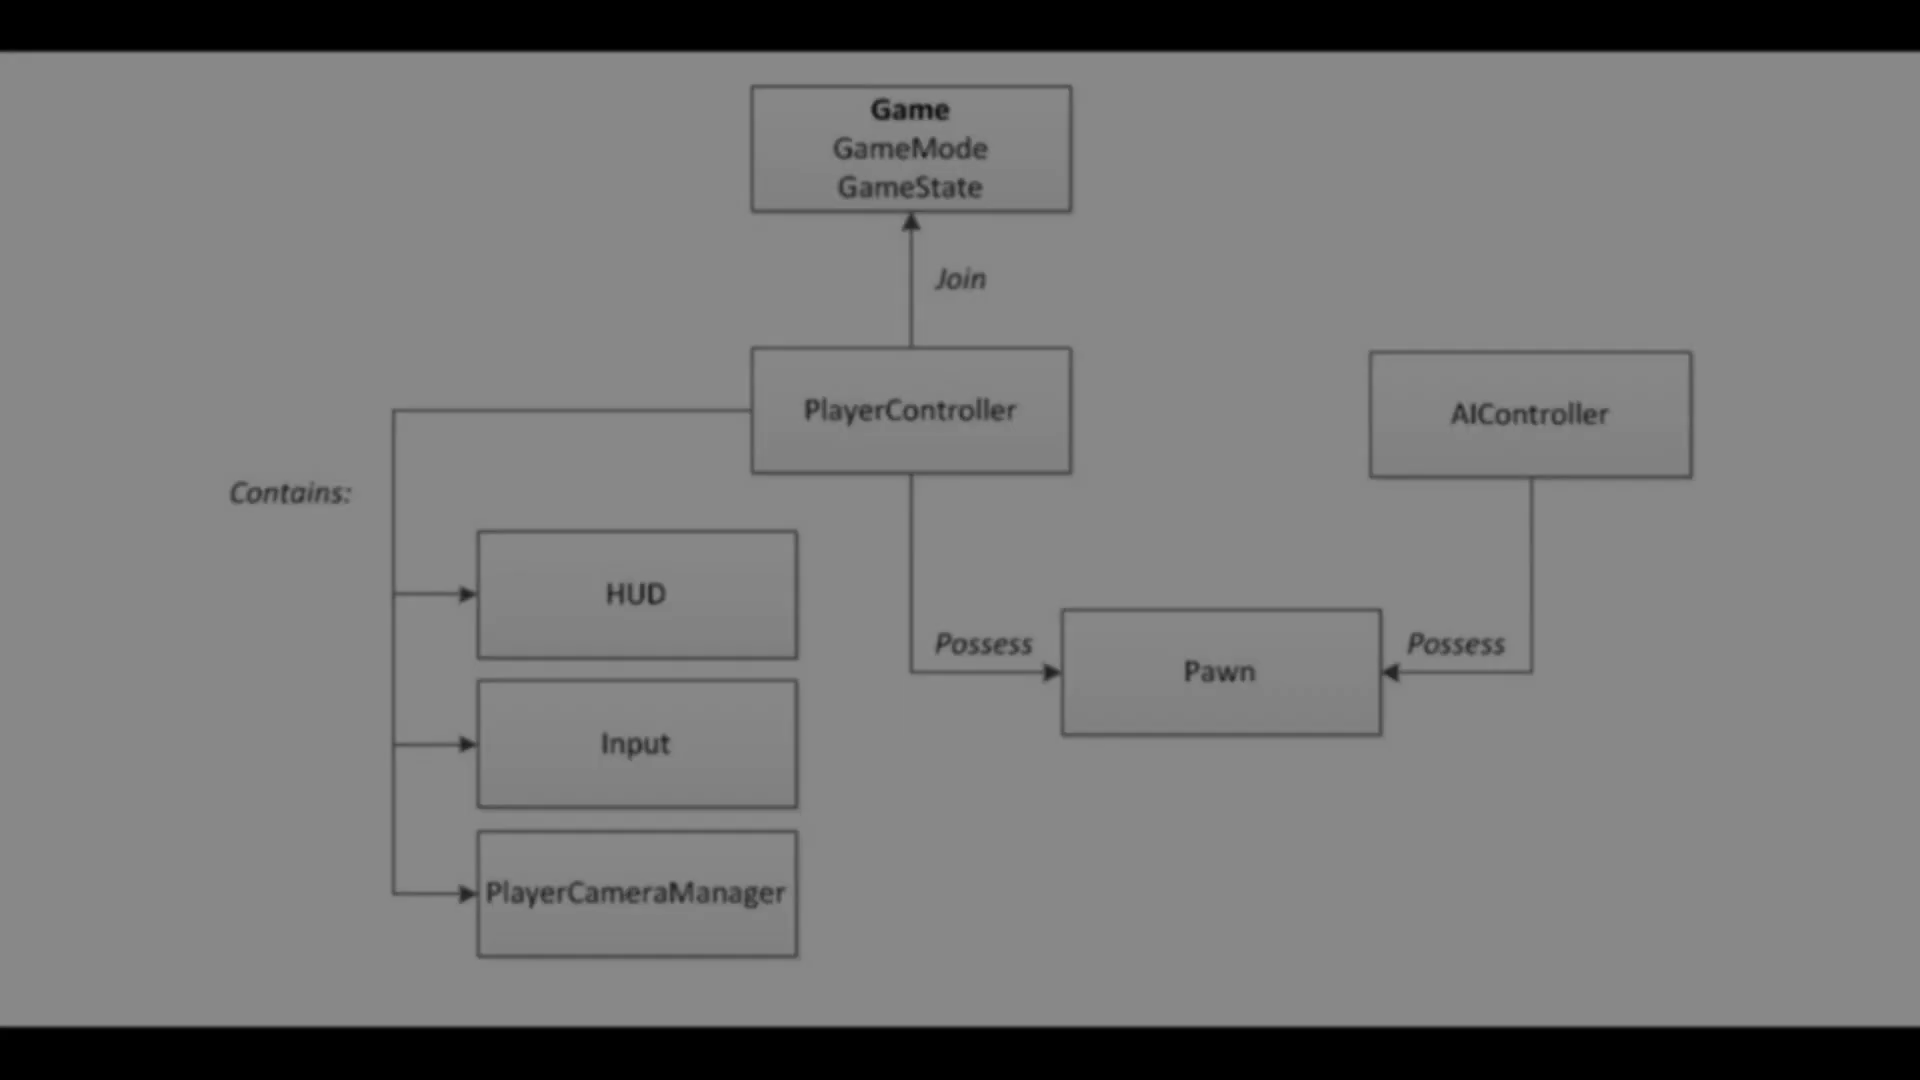 Game
GameMode
GameState
Join
PlayerController
AIController
Contains:
HUD
Possess
Possess
Pawn
Input
PlayerCameraManager